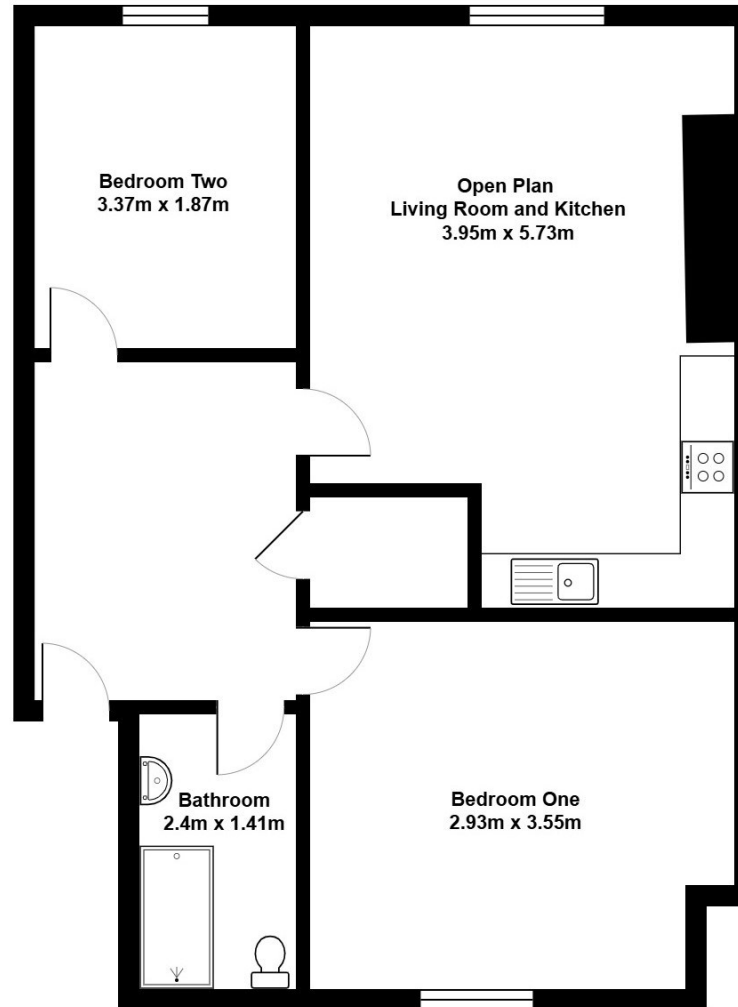 Bedroom Two
3.37m x 1.87m
Open Plan
Living Room and Kitchen
3.95m x 5.73m
Bathroom
2.4m x 1.41m
Bedroom One
2.93m x 3.55m